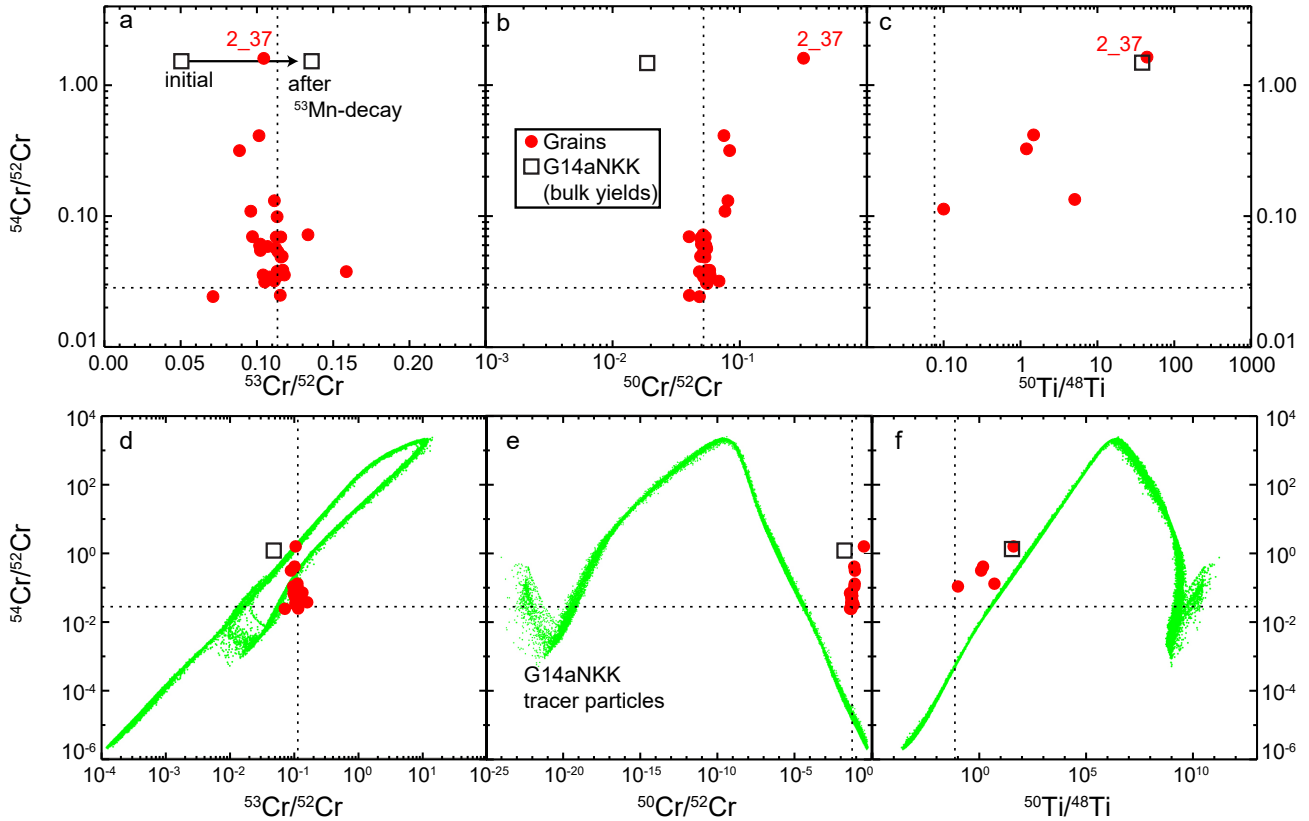 a
b
c
2_37
2_37
2_37
initial
after
⁵³Mn-decay
Grains
G14aNKK
(bulk yields)
1.00
0.10
0.01
1.00
0.10
0.01
⁵⁴Cr/⁵²Cr
0.00 0.05 0.10 0.15 0.20
10⁻³ 10⁻² 10⁻¹
0.10 1 10 100 1000
⁵³Cr/⁵²Cr
⁵⁰Cr/⁵²Cr
⁵⁰Ti/⁴⁸Ti
d
e
f
G14aNKK
tracer particles
10⁴
10²
10⁰
10⁻²
10⁻⁴
10⁻⁶
10⁴
10²
10⁰
10⁻²
10⁻⁴
10⁻⁶
⁵⁴Cr/⁵²Cr
10⁻⁴ 10⁻² 10⁻¹ 10⁰ 10¹
10⁻²⁵ 10⁻²⁰ 10⁻¹⁵ 10⁻¹⁰ 10⁻⁵ 10⁰
10⁰ 10⁵ 10¹⁰
⁵³Cr/⁵²Cr
⁵⁰Cr/⁵²Cr
⁵⁰Ti/⁴⁸Ti